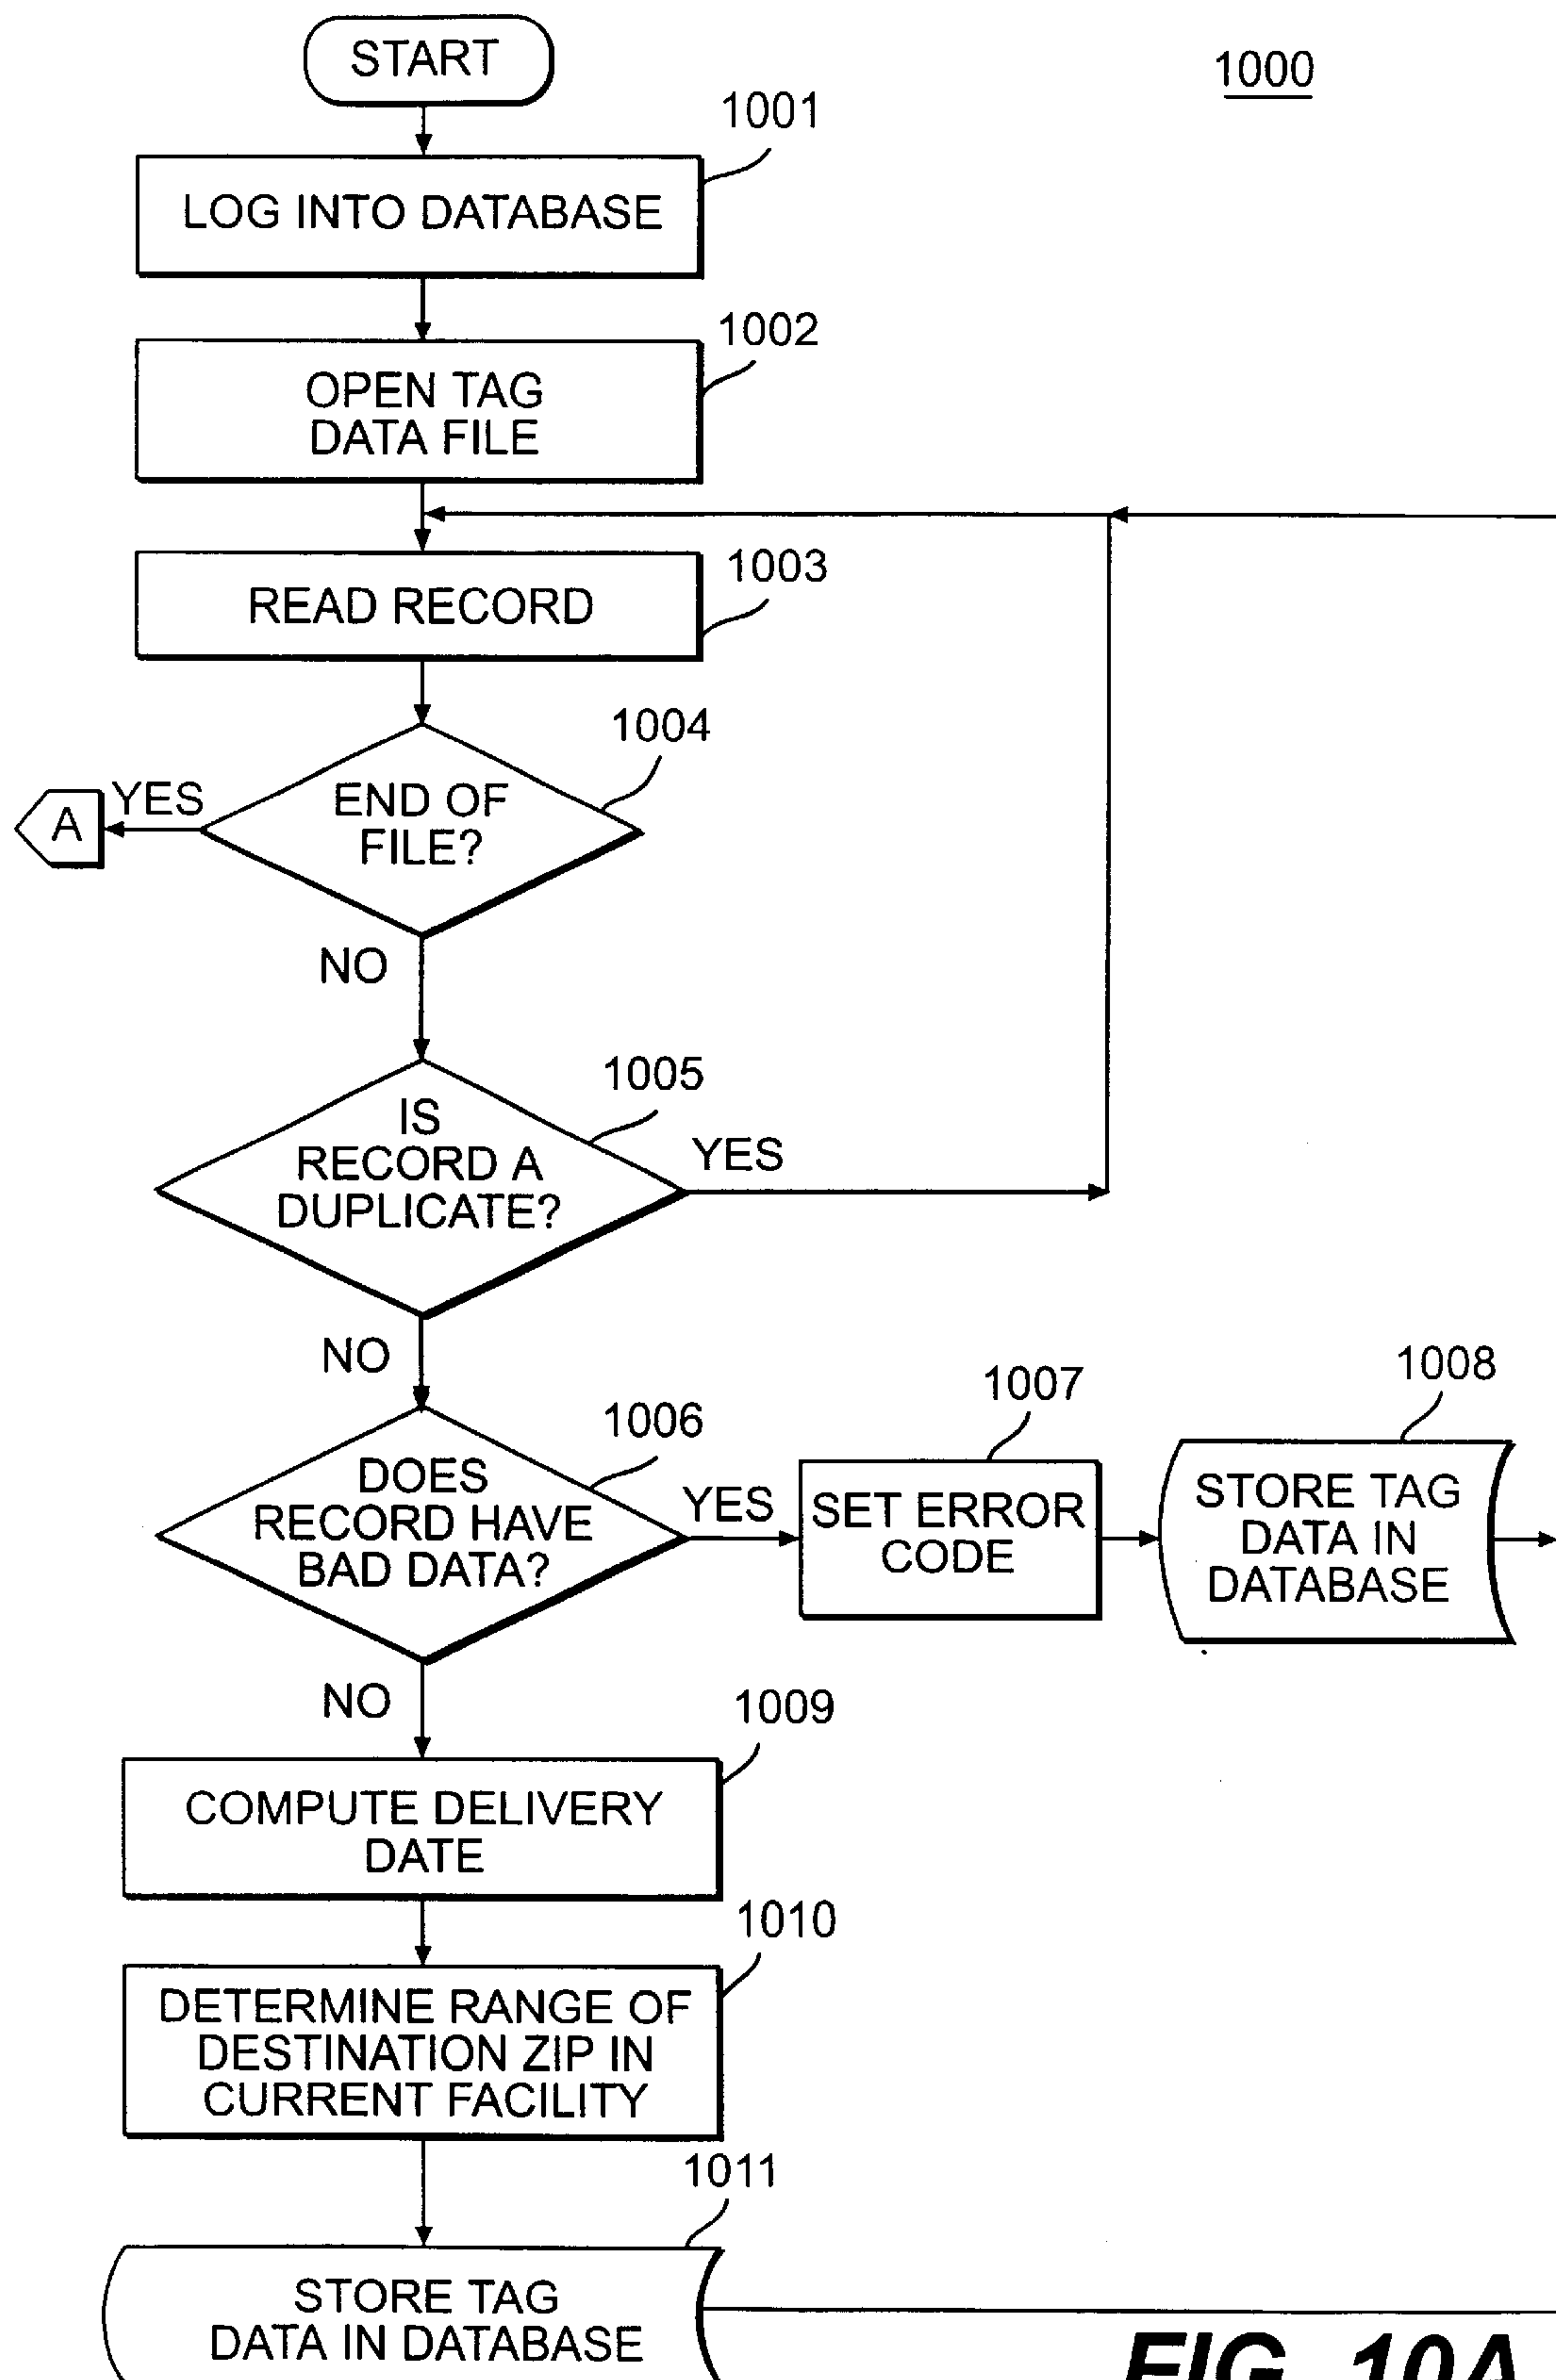 START
1000
1001
LOG INTO DATABASE
1002
OPEN TAG
DATA FILE
1003
READ RECORD
1004
END OF
FILE?
YES
A
NO
1005
IS
RECORD A
DUPLICATE?
YES
NO
1006
DOES
RECORD HAVE
BAD DATA?
YES
1007
SET ERROR
CODE
1008
STORE TAG
DATA IN
DATABASE
NO
1009
COMPUTE DELIVERY
DATE
1010
DETERMINE RANGE OF
DESTINATION ZIP IN
CURRENT FACILITY
1011
STORE TAG
DATA IN DATABASE
FIG. 10A